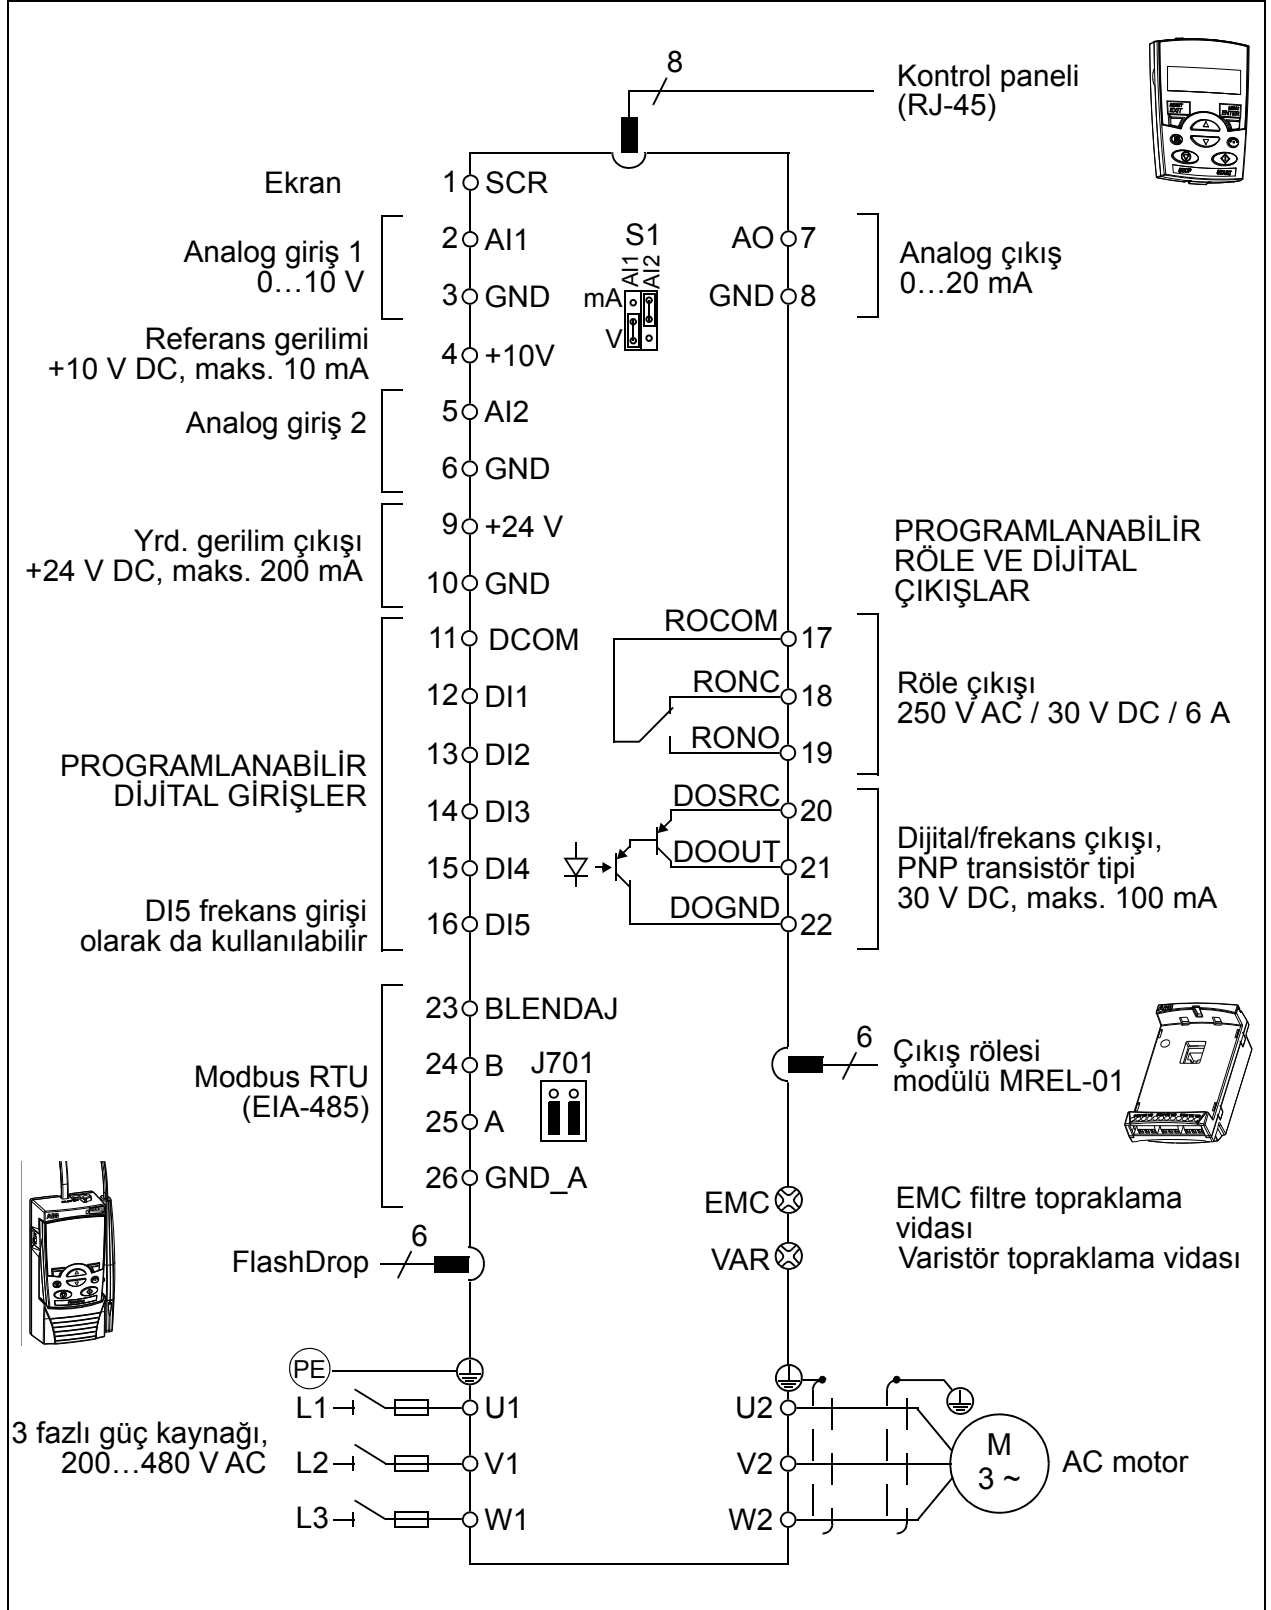 8
Kontrol paneli
(RJ-45)
Ekran
1 SCR
Analog giriş 1
0…10 V
2 AI1
3 GND
S1
AI1
AI2
mA
V
AO 7
GND 8
Analog çıkış
0…20 mA
Referans gerilimi
+10 V DC, maks. 10 mA
4 +10V
Analog giriş 2
5 AI2
6 GND
Yrd. gerilim çıkışı
+24 V DC, maks. 200 mA
9 +24 V
10 GND
PROGRAMLANABİLİR
RÖLE VE DİJİTAL
ÇIKIŞLAR
11 DCOM
12 DI1
13 DI2
14 DI3
15 DI4
16 DI5
PROGRAMLANABİLİR
DİJİTAL GİRİŞLER
DI5 frekans girişi
olarak da kullanılabilir
ROCOM 17
RONC 18
RONO 19
Röle çıkışı
250 V AC / 30 V DC / 6 A
DOSRC 20
DOOUT 21
DOGND 22
Dijital/frekans çıkışı,
PNP transistör tipi
30 V DC, maks. 100 mA
23 BLENDAJ
24 B
25 A
26 GND_A
J701
Modbus RTU
(EIA-485)
6
Çıkış rölesi
modülü MREL-01
EMC
EMC filtre topraklama
vidası
VAR
Varistör topraklama vidası
FlashDrop
6
PE
L1 U1
L2 V1
L3 W1
3 fazlı güç kaynağı,
200…480 V AC
U2
V2
W2
M
3 ~
AC motor